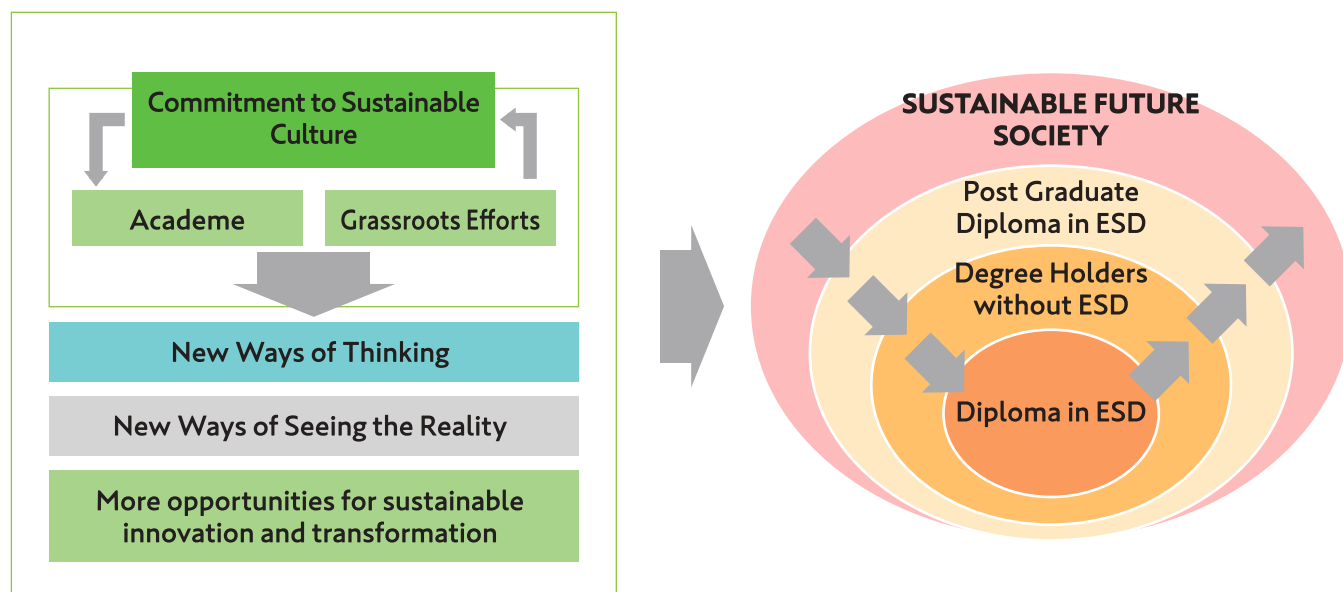 Commitment to Sustainable
Culture
Academe
Grassroots Efforts
New Ways of Thinking
New Ways of Seeing the Reality
More opportunities for sustainable
innovation and transformation
SUSTAINABLE FUTURE
SOCIETY
Post Graduate
Diploma in ESD
Degree Holders
without ESD
Diploma in ESD